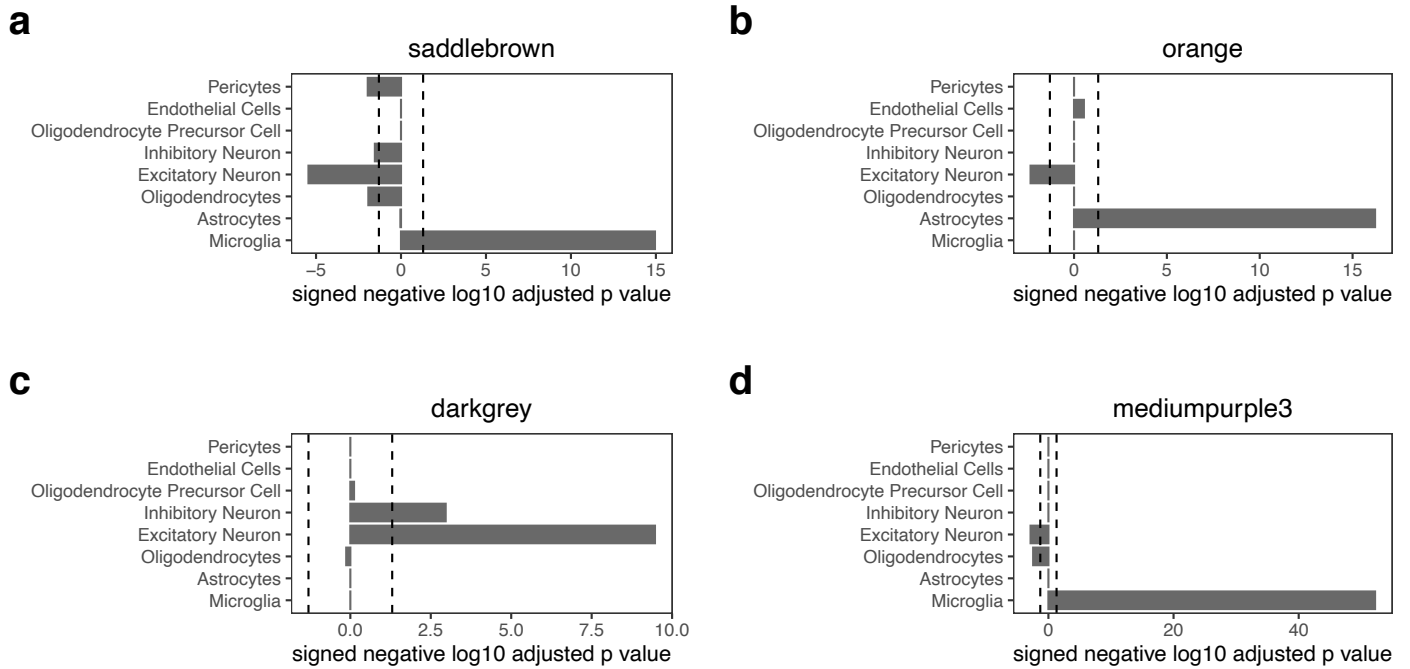 a
saddlebrown
Pericytes
Endothelial Cells
Oligodendrocyte Precursor Cell
Inhibitory Neuron
Excitatory Neuron
Oligodendrocytes
Astrocytes
Microglia
−5 0 5 10 15
signed negative log10 adjusted p value
b
orange
Pericytes
Endothelial Cells
Oligodendrocyte Precursor Cell
Inhibitory Neuron
Excitatory Neuron
Oligodendrocytes
Astrocytes
Microglia
0 5 10 15
signed negative log10 adjusted p value
c
darkgrey
Pericytes
Endothelial Cells
Oligodendrocyte Precursor Cell
Inhibitory Neuron
Excitatory Neuron
Oligodendrocytes
Astrocytes
Microglia
0.0 2.5 5.0 7.5 10.0
signed negative log10 adjusted p value
d
mediumpurple3
Pericytes
Endothelial Cells
Oligodendrocyte Precursor Cell
Inhibitory Neuron
Excitatory Neuron
Oligodendrocytes
Astrocytes
Microglia
0 20 40
signed negative log10 adjusted p value